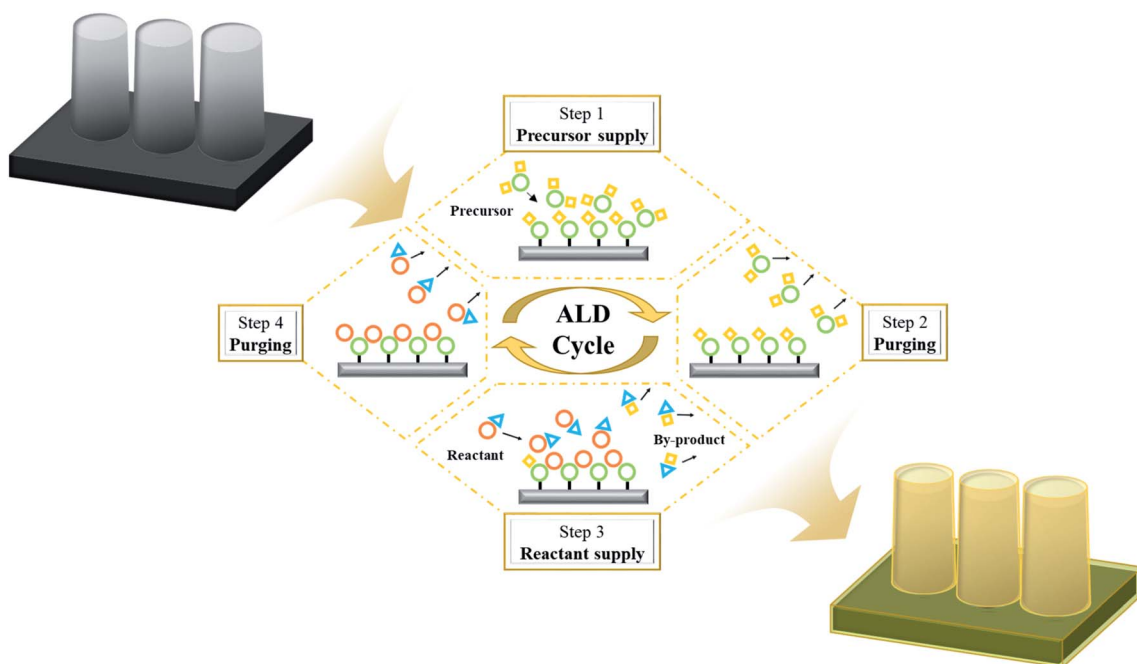 Step 1
Precursor supply
Precursor
Step 4
Purging
ALD
Cycle
Step 2
Purging
Reactant
By-product
Step 3
Reactant supply